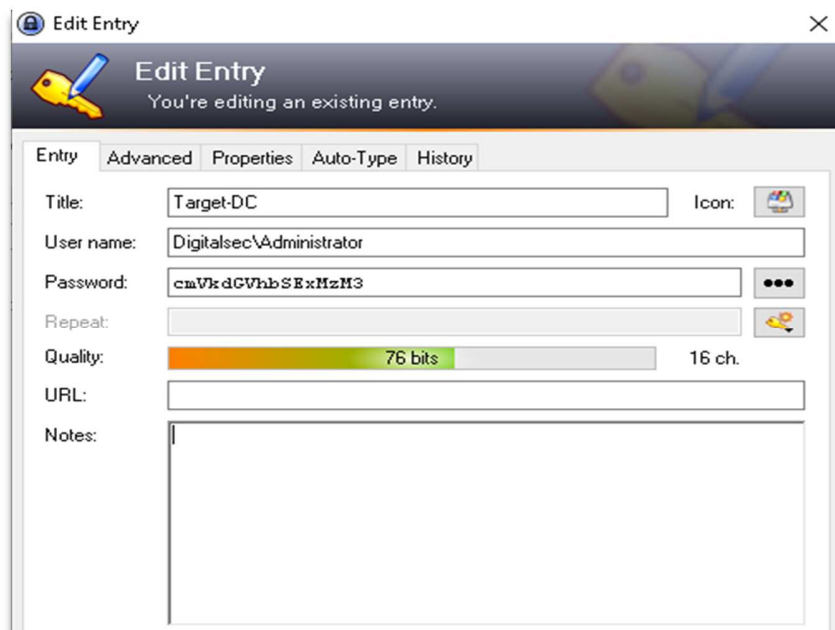 Edit Entry
Edit Entry
You're editing an existing entry.
Entry Advanced Properties Auto-Type History
Title: Target-DC Icon:
User name: Digitalsec\Administrator
Password: cmVkdGVhbSExMzM3
Repeat:
Quality: 76 bits 16 ch.
URL:
Notes: